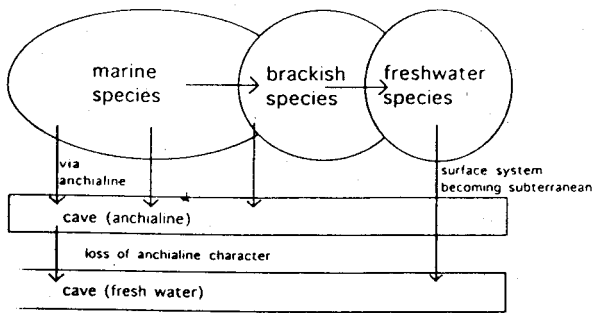 marine
species
brackish
species
freshwater
species
via
anchialine
surface system
becoming subterranean
cave (anchialine)
loss of anchialine character
cave (fresh water)